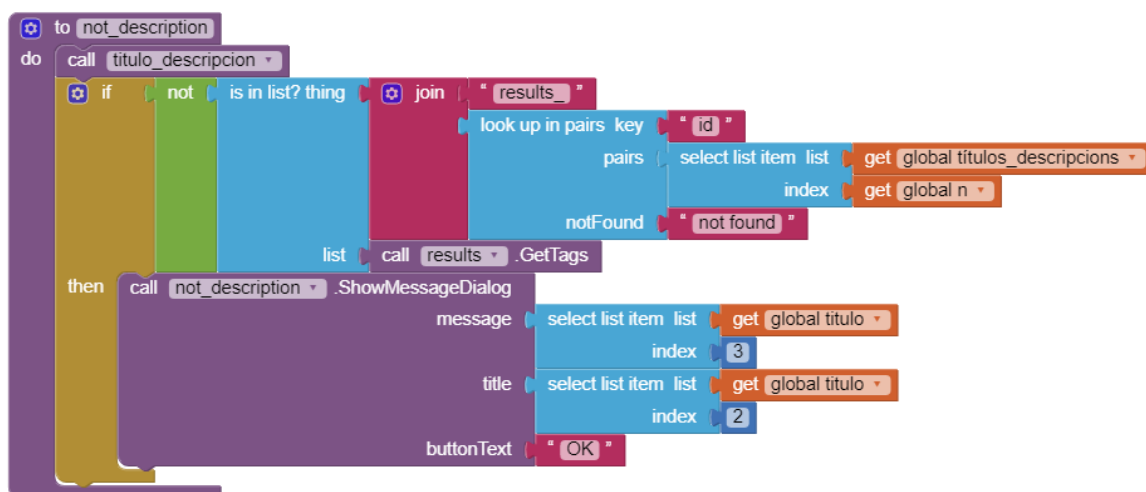 to not_description
do call titulo_descripcion
if not is in list? thing join " results_ "
look up in pairs key " id "
pairs select list item list get global títulos_descripcions
index get global n
notFound " not found "
list call results .GetTags
then call not_description .ShowMessageDialog
message select list item list get global titulo
index 3
title select list item list get global titulo
index 2
buttonText " OK "